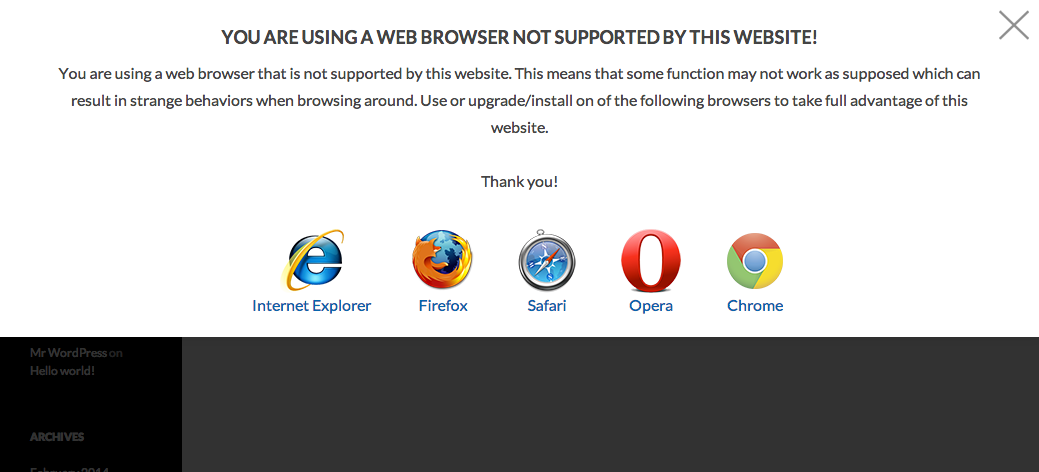 YOU ARE USING A WEB BROWSER NOT SUPPORTED BY THIS WEBSITE!
You are using a web browser that is not supported by this website. This means that some function may not work as supposed which can
result in strange behaviors when browsing around. Use or upgrade/install on of the following browsers to take full advantage of this
website.
Thank you!
Internet Explorer Firefox Safari Opera Chrome
Mr WordPress on
Hello world!
ARCHIVES
February 2014